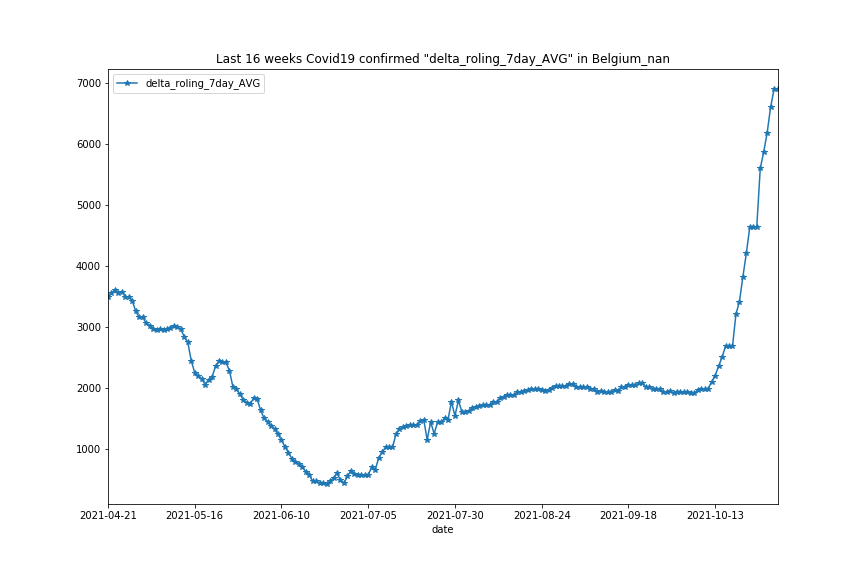 Last 16 weeks Covid19 confirmed "delta_roling_7day_AVG" in Belgium_nan
delta_roling_7day_AVG
7000
6000
5000
4000
3000
2000
1000
2021-04-21 2021-05-16 2021-06-10 2021-07-05 2021-07-30 2021-08-24 2021-09-18 2021-10-13
date